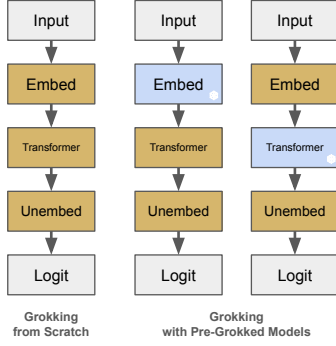 Input
Embed
Transformer
Unembed
Logit
Grokking
from Scratch
Input
Embed
Transformer
Unembed
Logit
Input
Embed
Transformer
Unembed
Logit
Grokking
with Pre-Grokked Models